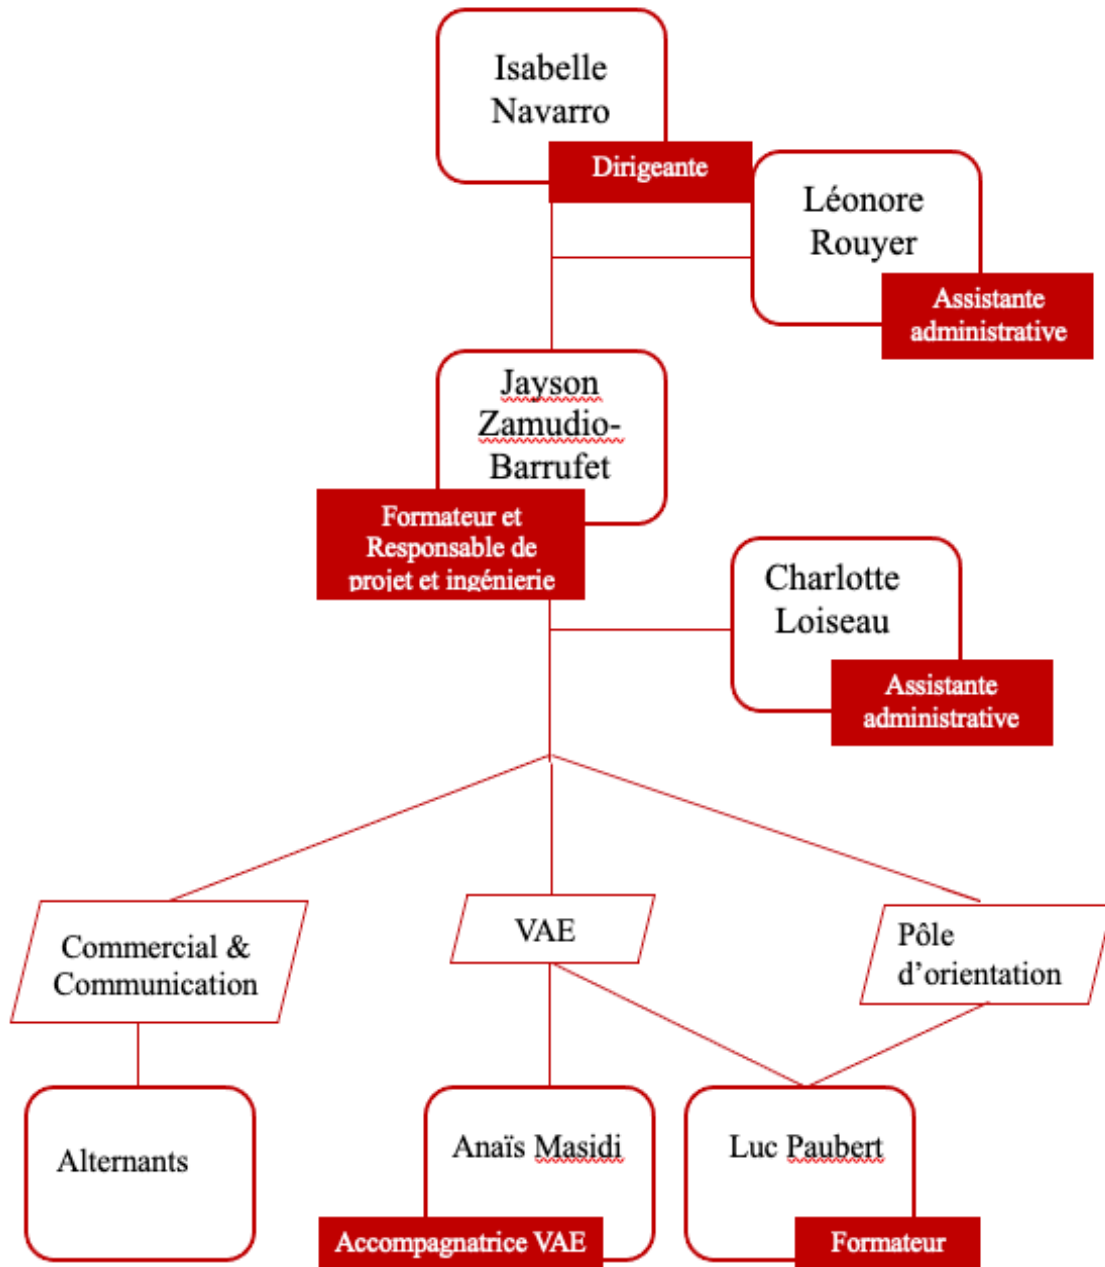 Isabelle
Navarro
Dirigeante
Léonore
Rouyer
Assistante
administrative
Jayson
Zamudio-
Barrufet
Formateur et
Responsable de
projet et ingénierie
Charlotte
Loiseau
Assistante
administrative
Commercial &
Communication
VAE
Pôle
d’orientation
Alternants
Anaïs Masidi
Accompagnatrice VAE
Luc Paubert
Formateur